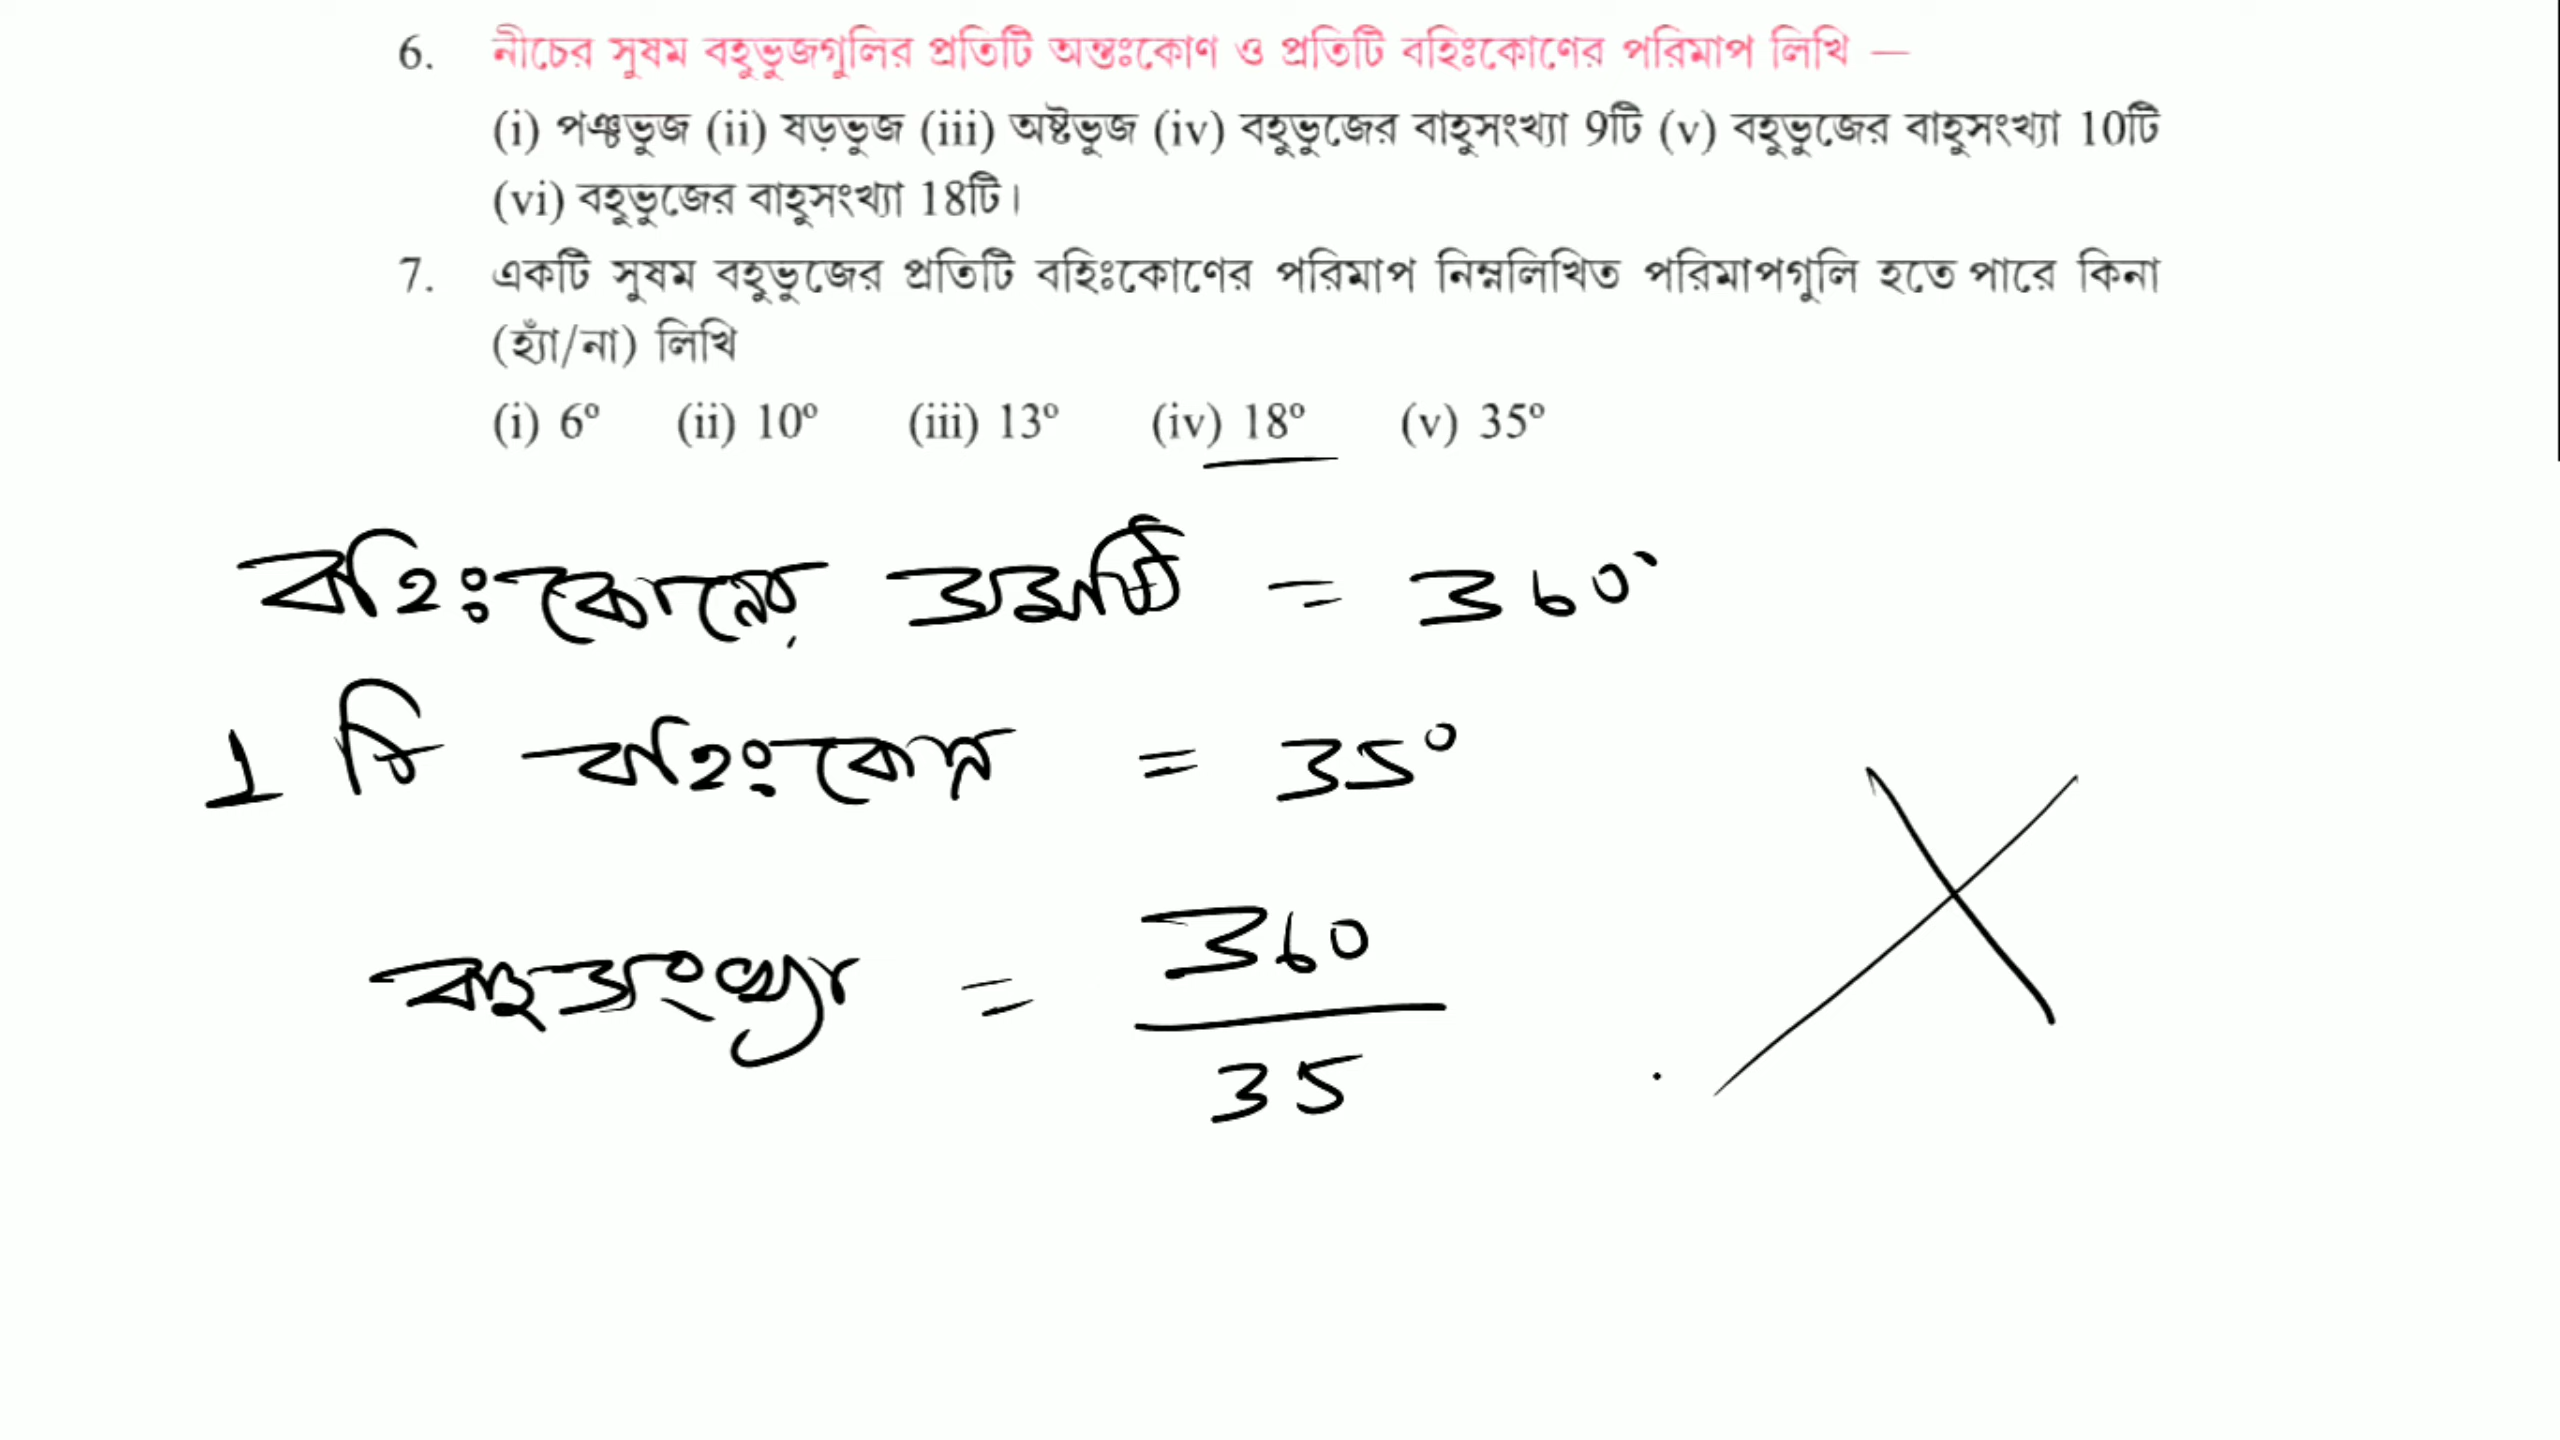 6. নীচের সুষম বহুভুজগুলির প্রতিটি অন্তঃকোণ ও প্রতিটি বহিঃকোণের পরিমাপ লিখি —
(i) পঞ্চভুজ (ii) ষড়ভুজ (iii) অষ্টভুজ (iv) বহুভুজের বাহুসংখ্যা 9টি (v) বহুভুজের বাহুসংখ্যা 10টি
(vi) বহুভুজের বাহুসংখ্যা 18টি।
7. একটি সুষম বহুভুজের প্রতিটি বহিঃকোণের পরিমাপ নিম্নলিখিত পরিমাপগুলি হতে পারে কিনা
(হ্যাঁ/না) লিখি
(i) 6° (ii) 10° (iii) 13° (iv) 18° (v) 35°
বহিঃকোণের সমষ্টি = 360°
1 টি বহিঃকোণ = 35°
বাহুসংখ্যা = 360
35